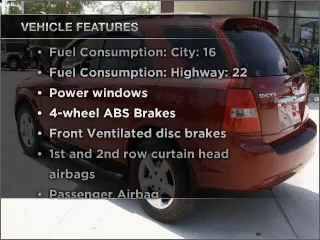 VEHICLE FEATURES
• Fuel Consumption: City: 16
• Fuel Consumption: Highway: 22
• Power windows
• 4-wheel ABS Brakes
• Front Ventilated disc brakes
• 1st and 2nd row curtain head
airbags
• Passenger Airbag